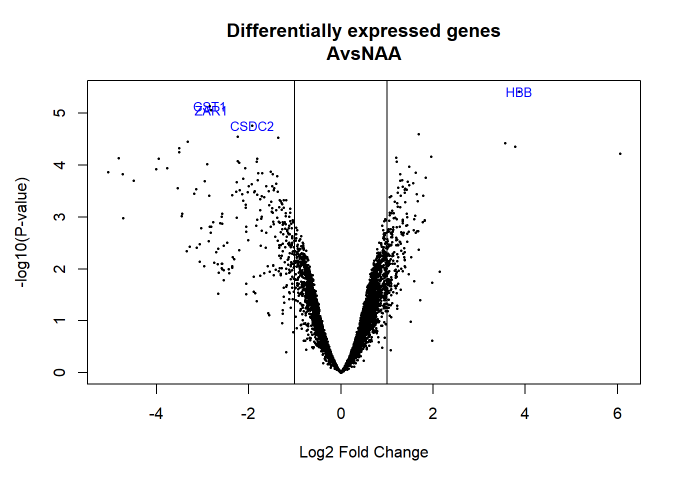 Differentially expressed genes
AvsNAA
HBB
ZAR1
CSDC2
-log10(P-value)
5
4
3
2
1
0
-4
-2
0
2
4
6
Log2 Fold Change